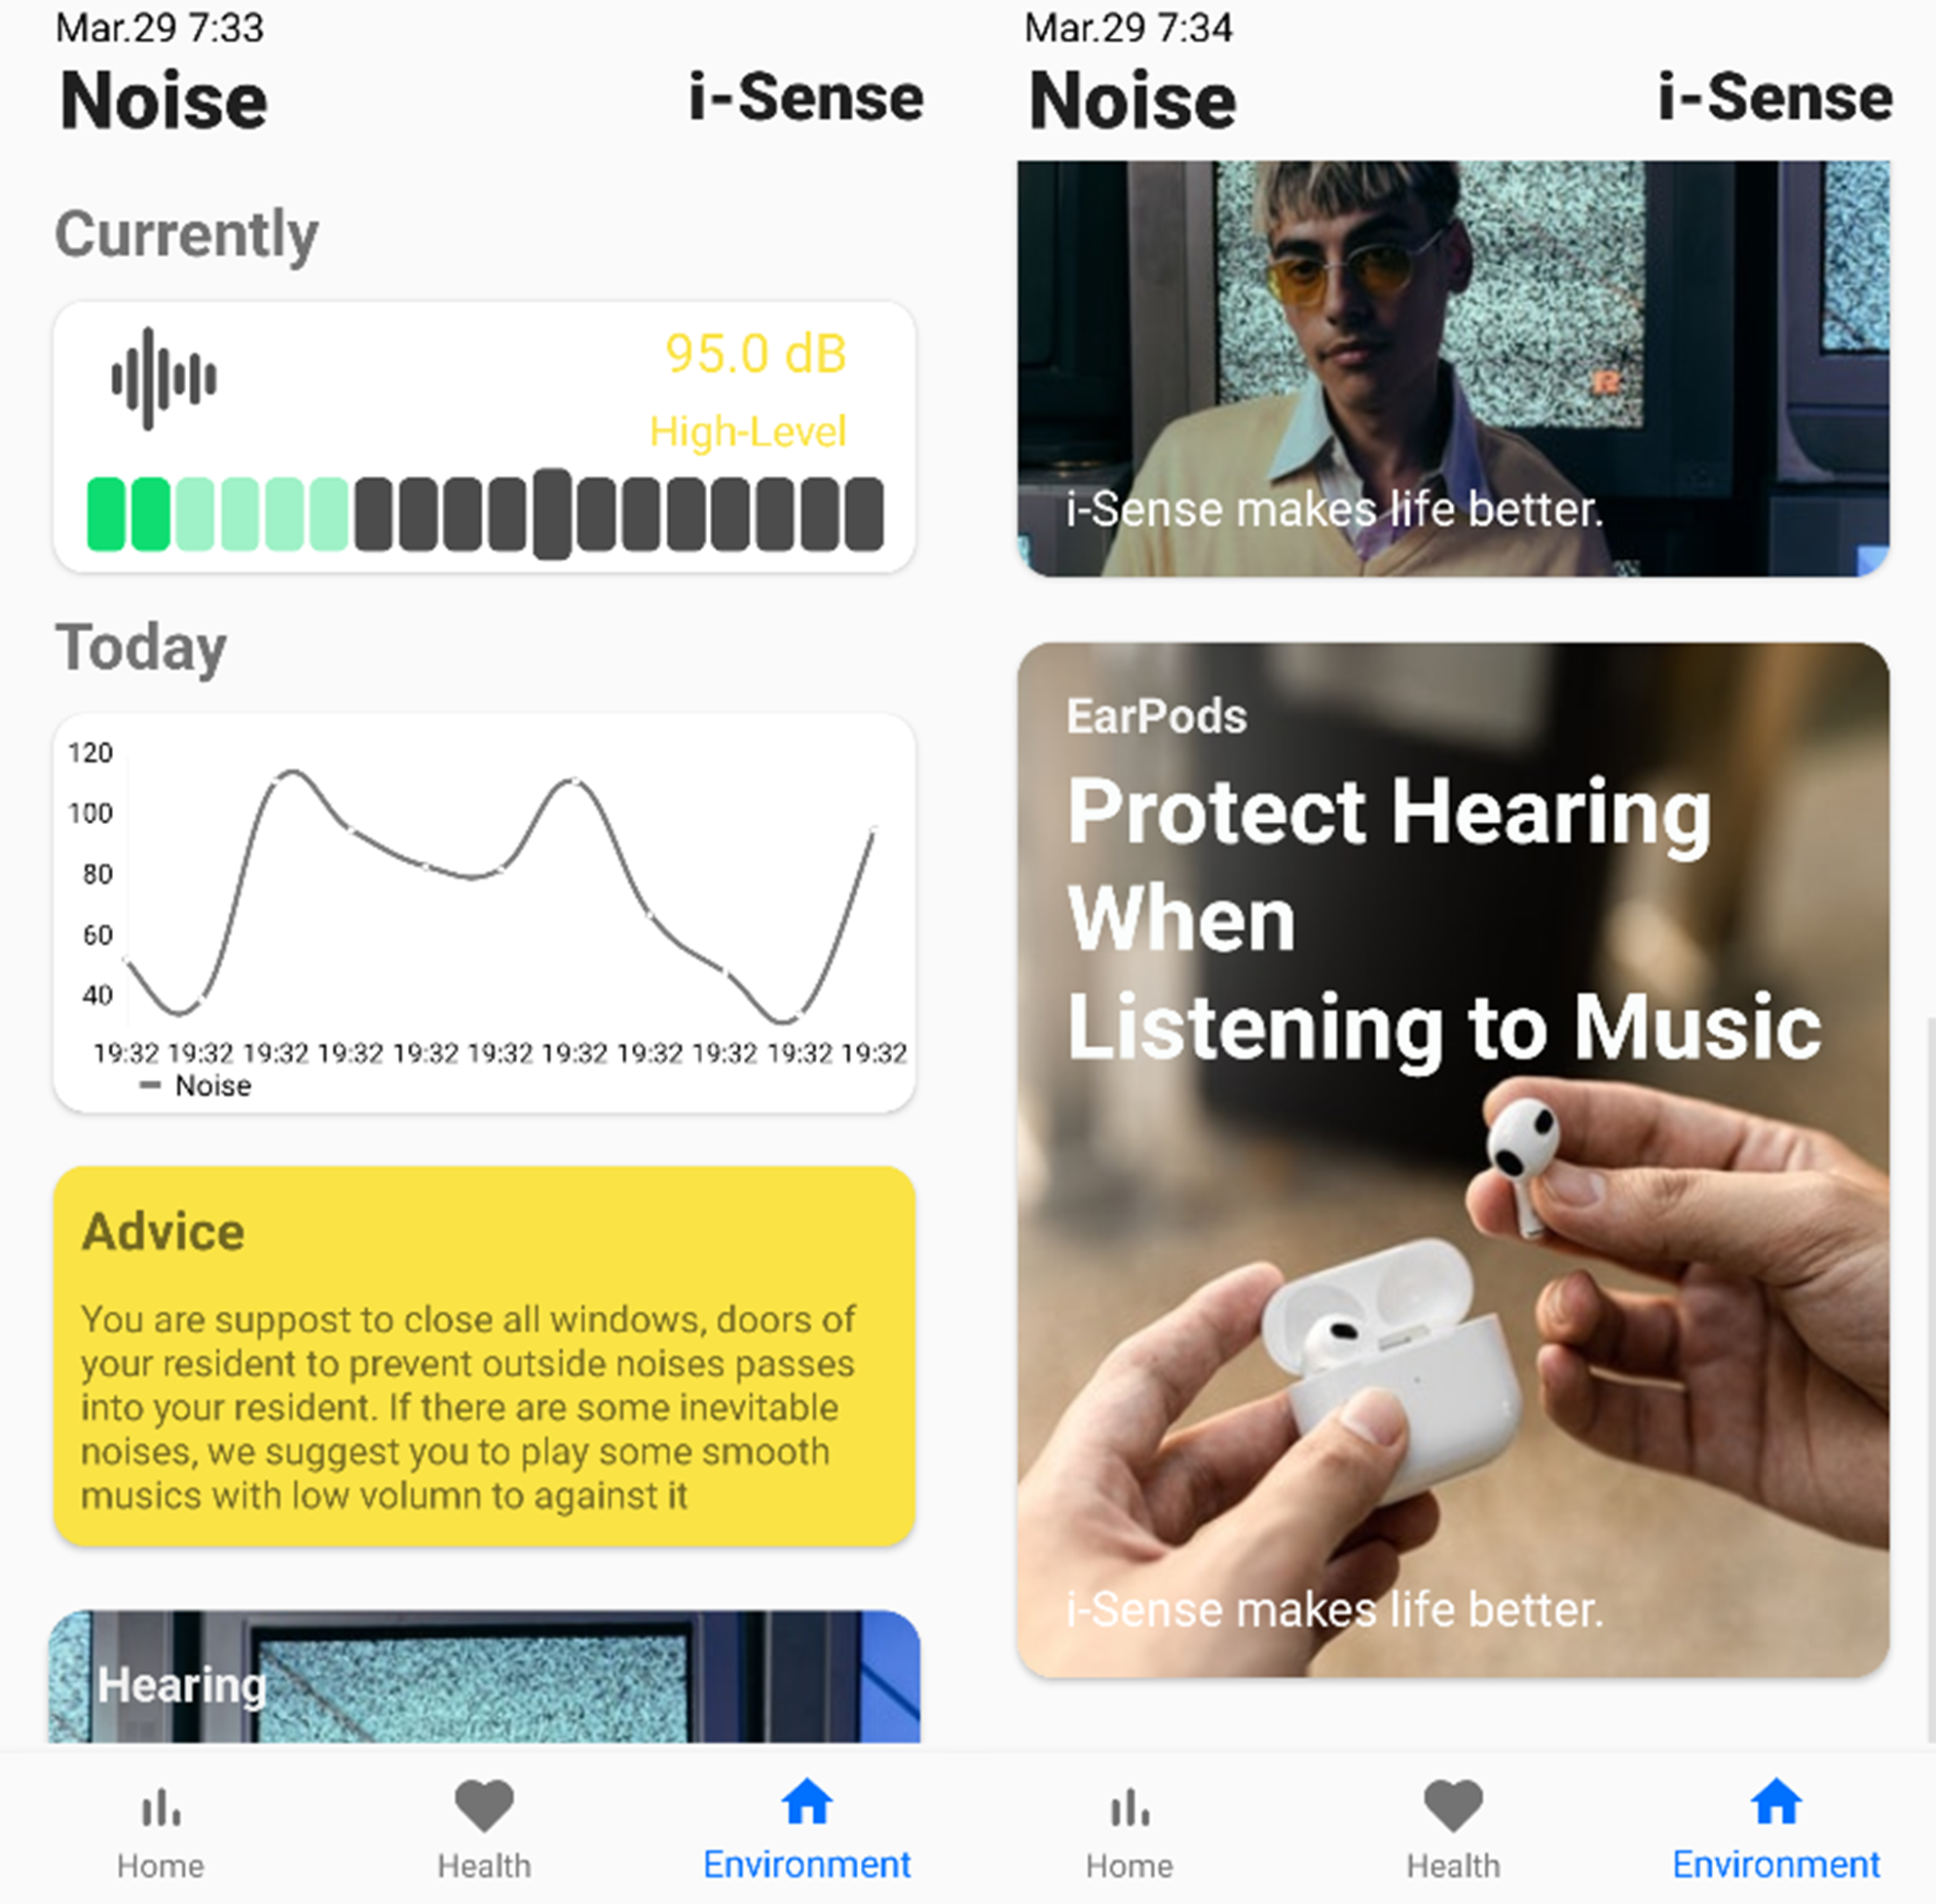 Mar.29 7:33
Noise
i-Sense
Currently
95.0 dB
High-Level
Today
120
100
80
60
40
19:32 19:32 19:32 19:32 19:32 19:32 19:32 19:32 19:32 19:32 19:32
Noise
Advice
You are suppost to close all windows, doors of
your resident to prevent outside noises passes
into your resident. If there are some inevitable
noises, we suggest you to play some smooth
musics with low volumn to against it
Hearing
Home
Health
Environment
Mar.29 7:34
Noise
i-Sense
i-Sense makes life better.
EarPods
Protect Hearing
When
Listening to Music
i-Sense makes life better.
Home
Health
Environment